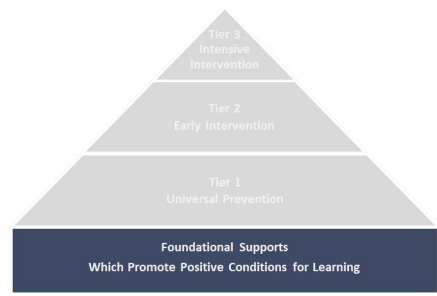 Tier 3
Intensive
Intervention
Tier 2
Early Intervention
Tier 1
Universal Prevention
Foundational Supports
Which Promote Positive Conditions for Learning